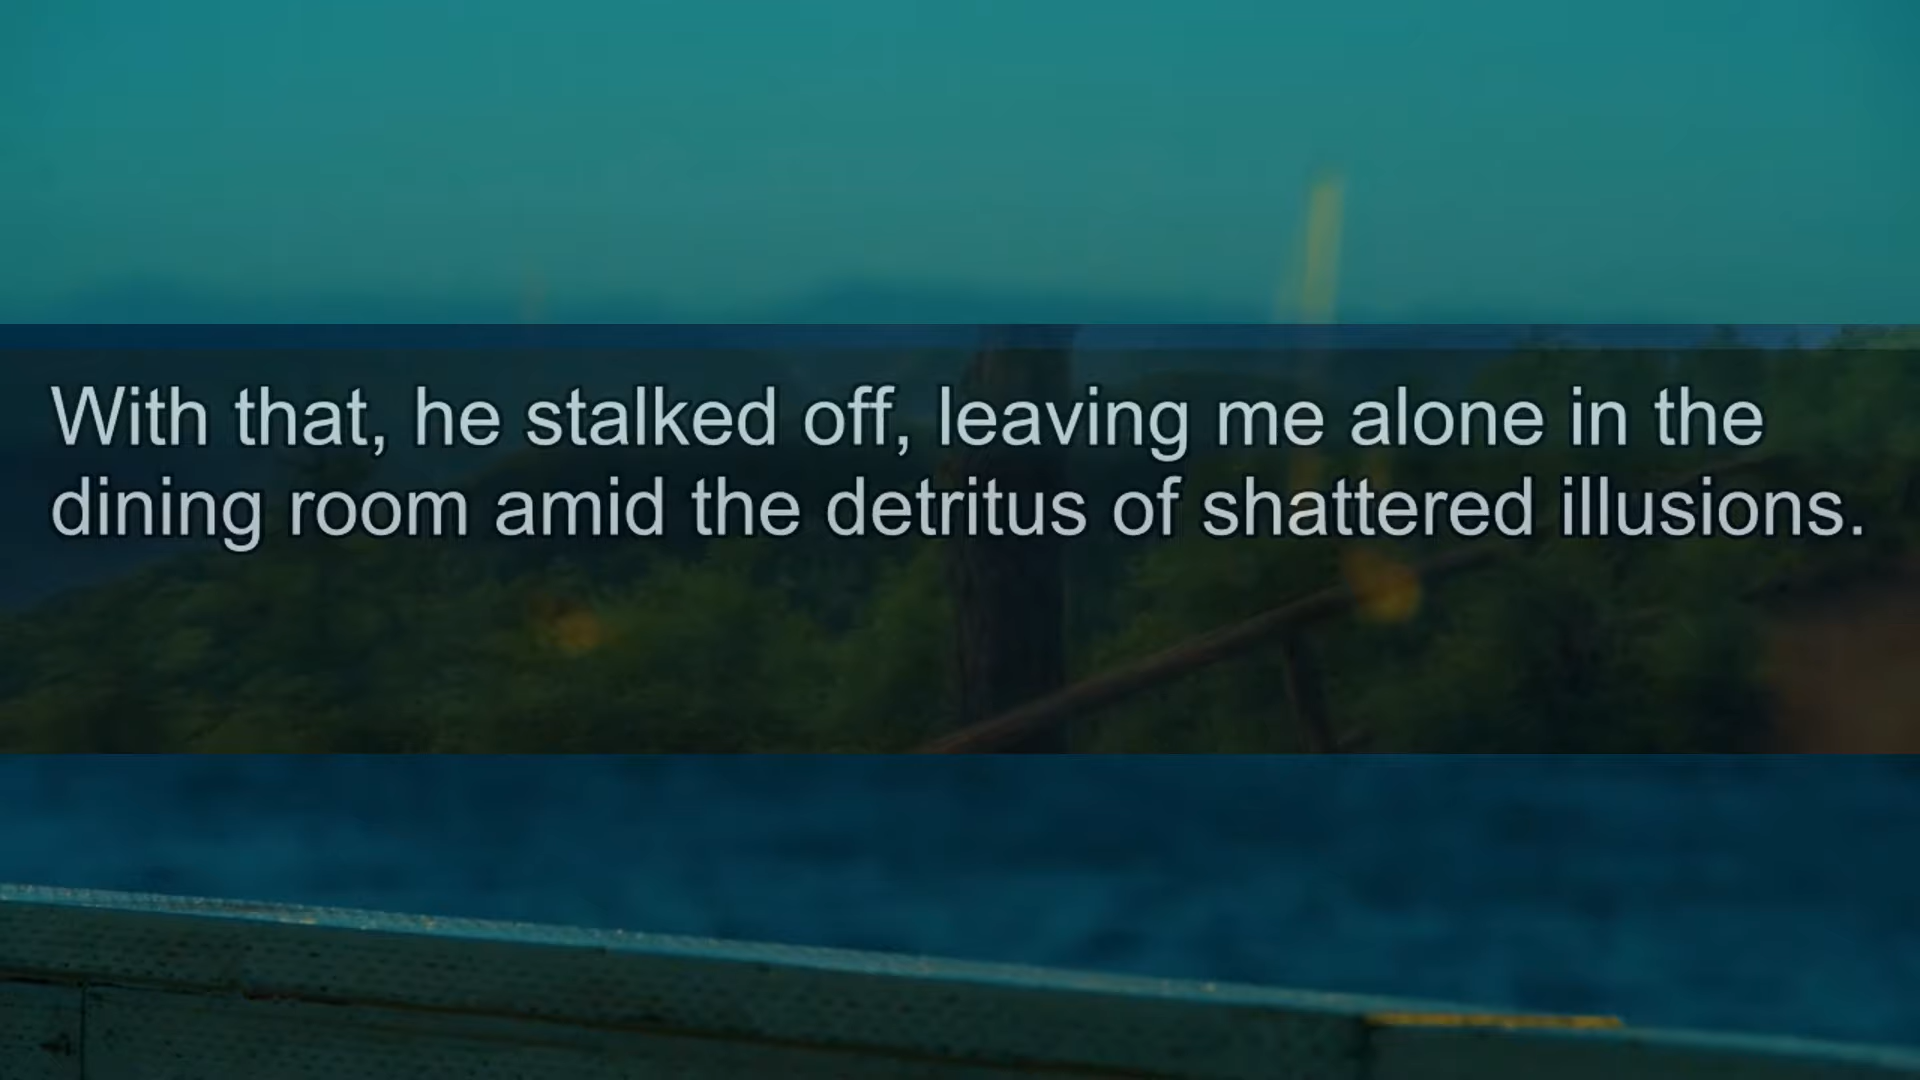 With that, he stalked off, leaving me alone in the
dining room amid the detritus of shattered illusions.